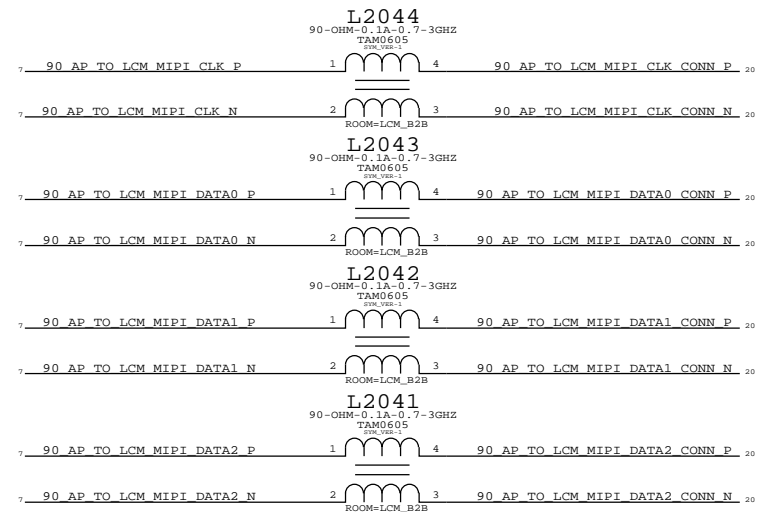 L2044
90-OHM-0.1A-0.7-3GHZ
TAM0605
SYM_VER-1
7 90_AP_TO_LCM_MIPI_CLK_P 1 4 90_AP_TO_LCM_MIPI_CLK_CONN_P 20
7 90_AP_TO_LCM_MIPI_CLK_N 2 3 90_AP_TO_LCM_MIPI_CLK_CONN_N 20
ROOM=LCM_B2B
L2043
90-OHM-0.1A-0.7-3GHZ
TAM0605
SYM_VER-1
7 90_AP_TO_LCM_MIPI_DATA0_P 1 4 90_AP_TO_LCM_MIPI_DATA0_CONN_P 20
7 90_AP_TO_LCM_MIPI_DATA0_N 2 3 90_AP_TO_LCM_MIPI_DATA0_CONN_N 20
ROOM=LCM_B2B
L2042
90-OHM-0.1A-0.7-3GHZ
TAM0605
SYM_VER-1
7 90_AP_TO_LCM_MIPI_DATA1_P 1 4 90_AP_TO_LCM_MIPI_DATA1_CONN_P 20
7 90_AP_TO_LCM_MIPI_DATA1_N 2 3 90_AP_TO_LCM_MIPI_DATA1_CONN_N 20
ROOM=LCM_B2B
L2041
90-OHM-0.1A-0.7-3GHZ
TAM0605
SYM_VER-1
7 90_AP_TO_LCM_MIPI_DATA2_P 1 4 90_AP_TO_LCM_MIPI_DATA2_CONN_P 20
7 90_AP_TO_LCM_MIPI_DATA2_N 2 3 90_AP_TO_LCM_MIPI_DATA2_CONN_N 20
ROOM=LCM_B2B